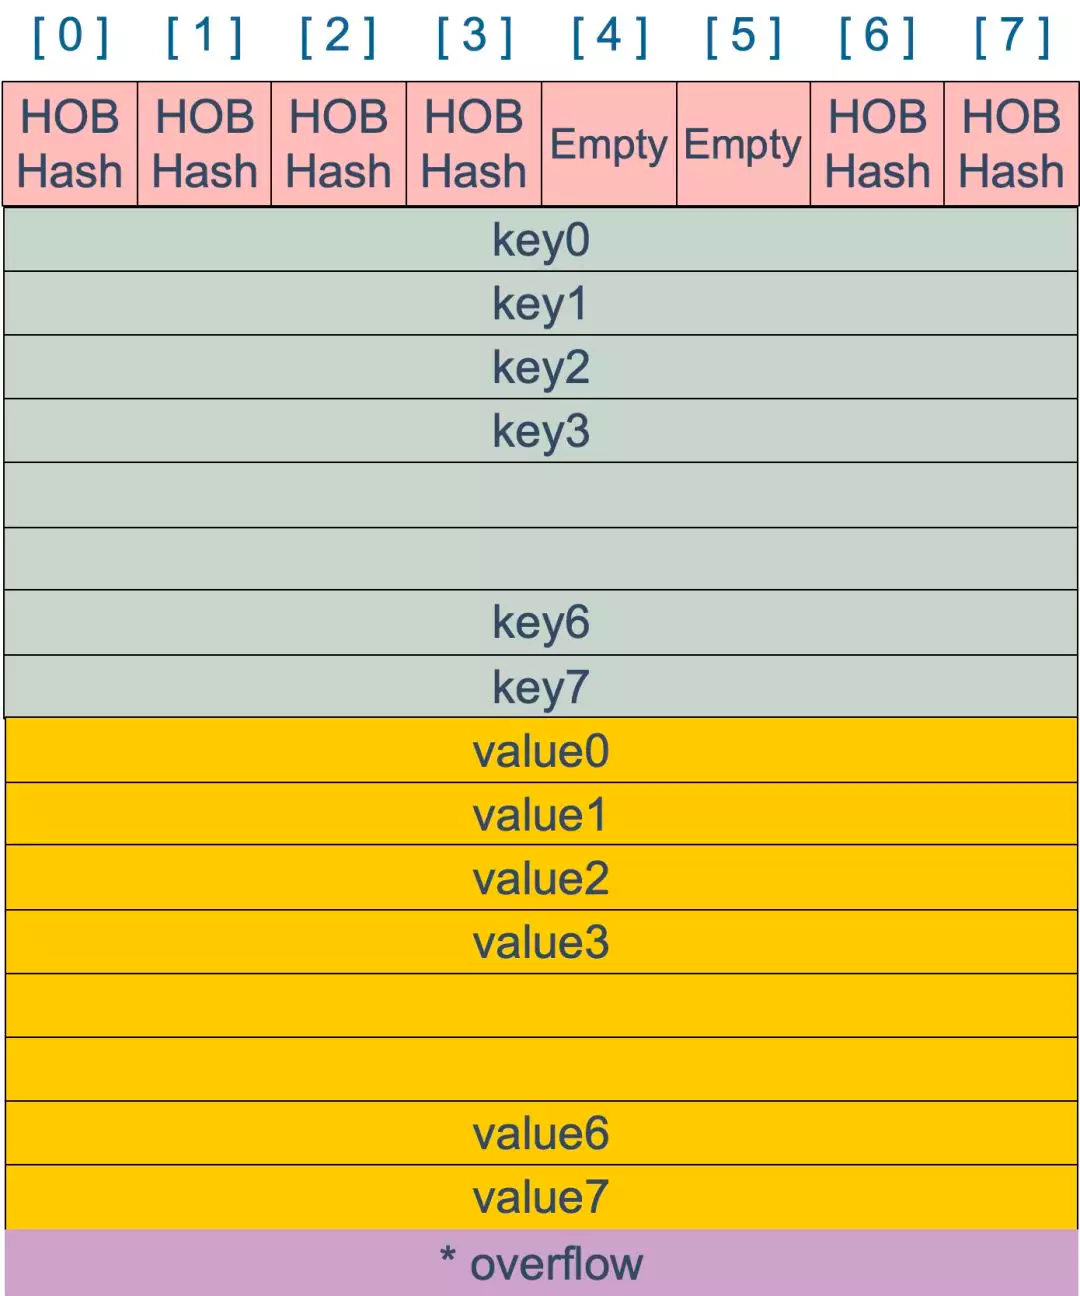 [ 0 ] [ 1 ] [ 2 ] [ 3 ] [ 4 ] [ 5 ] [ 6 ] [ 7 ]
HOB HOB HOB HOB Empty Empty HOB HOB
Hash Hash Hash Hash Hash Hash
key0
key1
key2
key3
key6
key7
value0
value1
value2
value3
value6
value7
* overflow